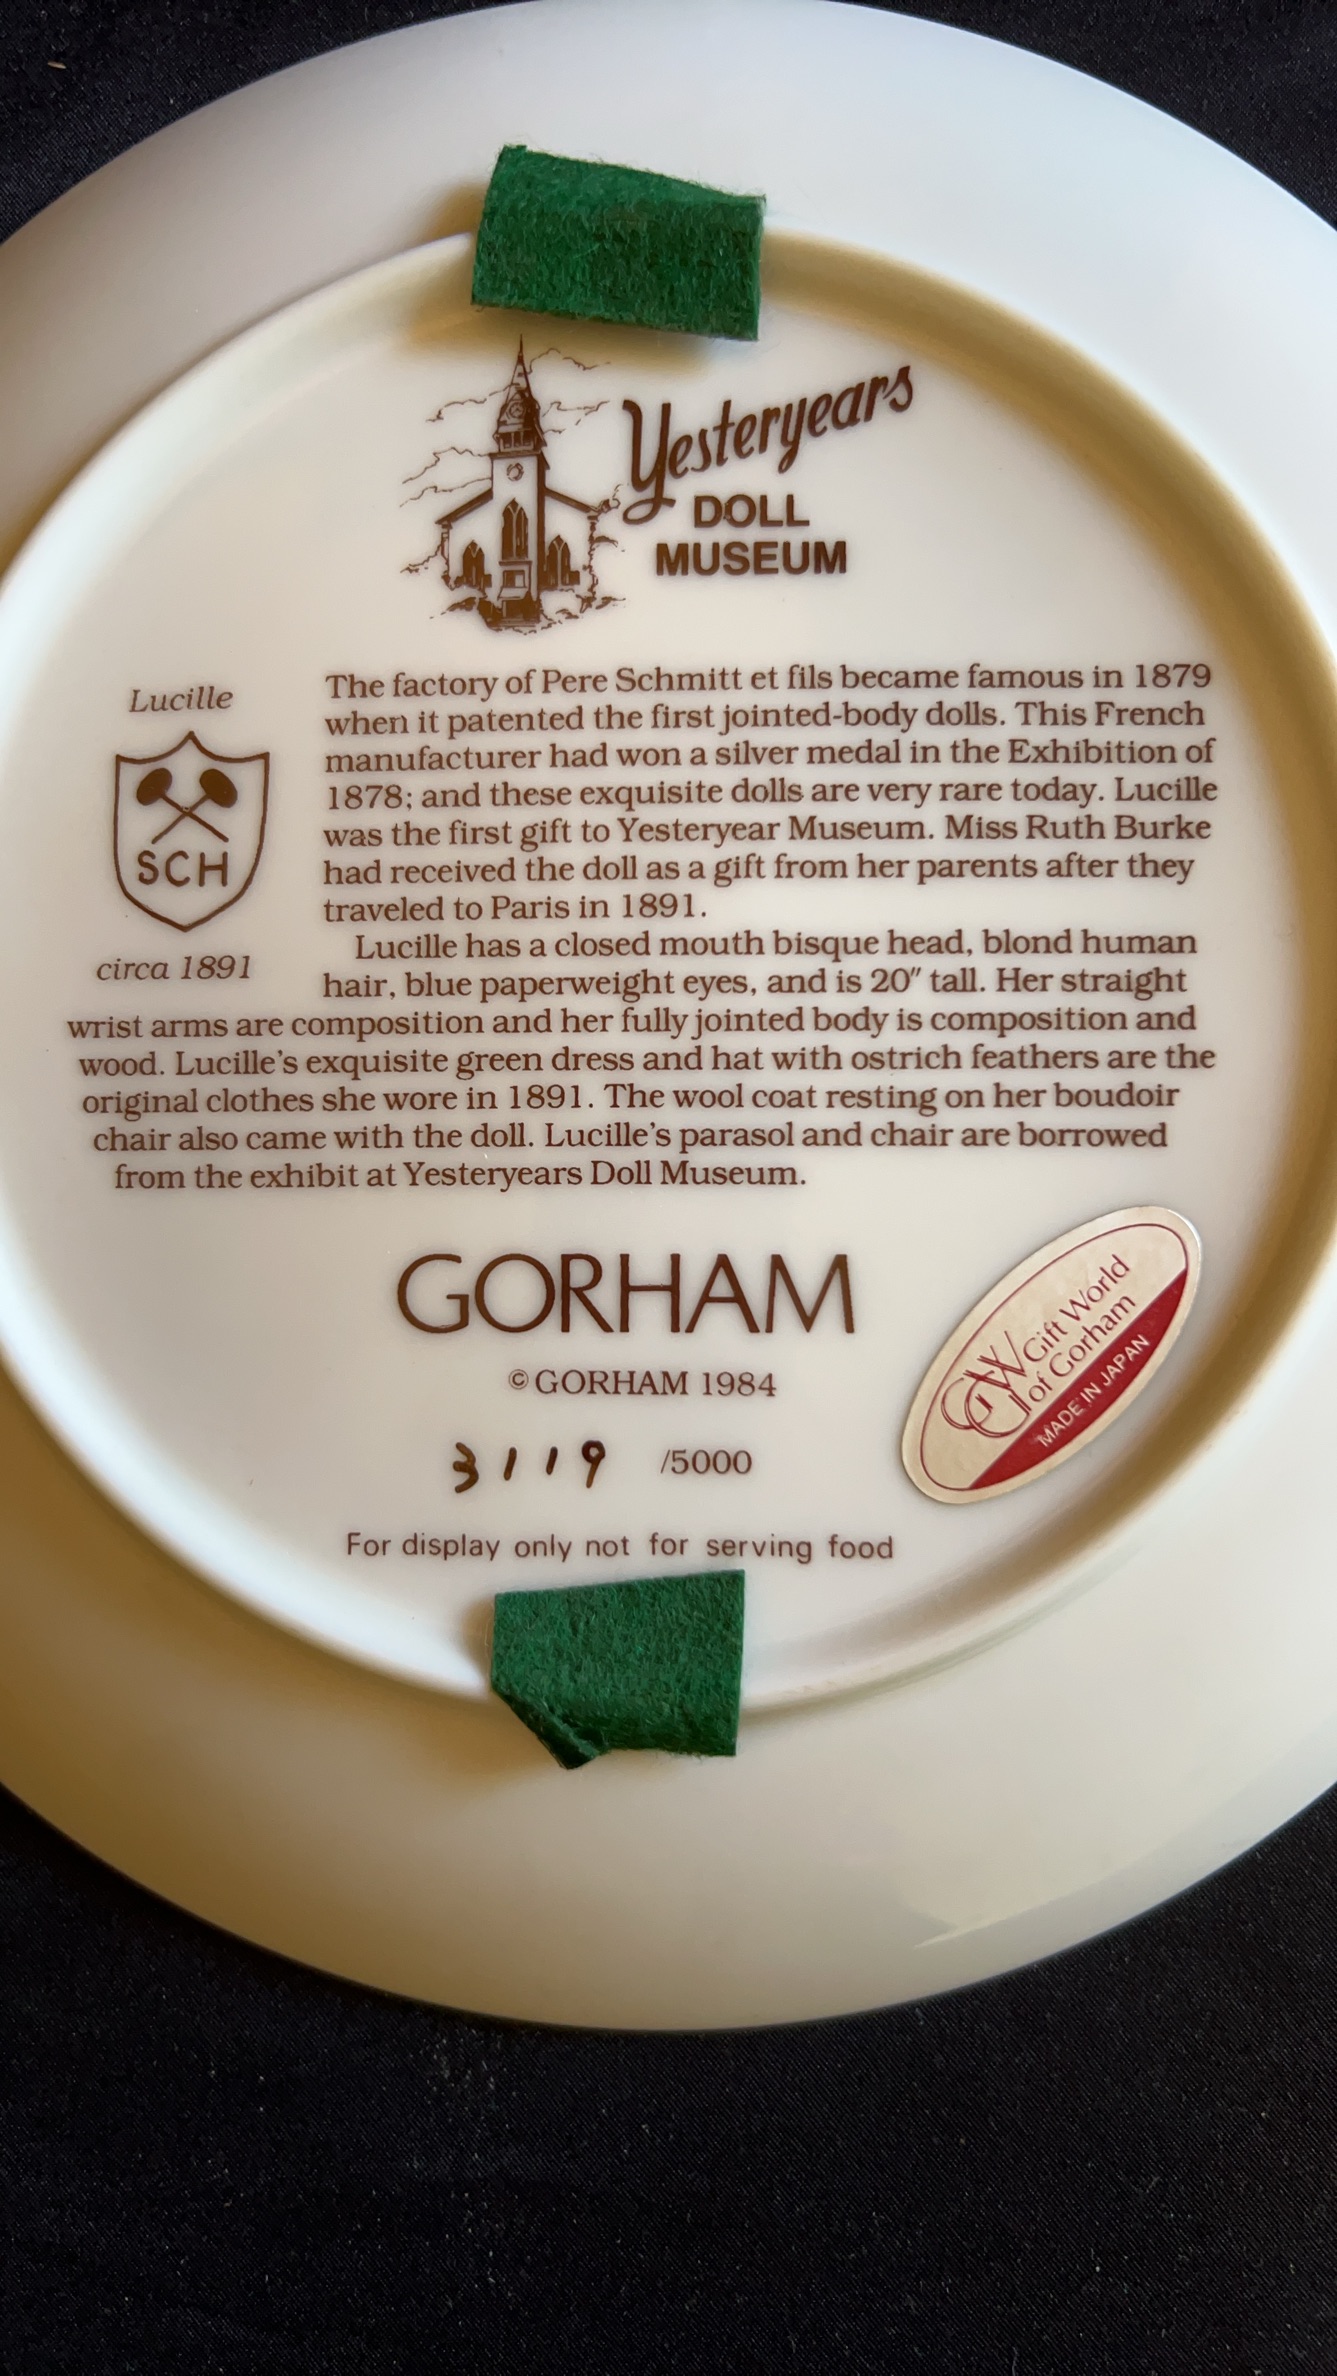 Yesteryears
DOLL
MUSEUM
Lucille
SCH
circa 1891
The factory of Pere Schmitt et fils became famous in 1879
when it patented the first jointed-body dolls. This French
manufacturer had won a silver medal in the Exhibition of
1878; and these exquisite dolls are very rare today. Lucille
was the first gift to Yesteryear Museum. Miss Ruth Burke
had received the doll as a gift from her parents after they
traveled to Paris in 1891.
Lucille has a closed mouth bisque head, blond human
hair, blue paperweight eyes, and is 20″ tall. Her straight
wrist arms are composition and her fully jointed body is composition and
wood. Lucille's exquisite green dress and hat with ostrich feathers are the
original clothes she wore in 1891. The wool coat resting on her boudoir
chair also came with the doll. Lucille's parasol and chair are borrowed
from the exhibit at Yesteryears Doll Museum.
GORHAM
© GORHAM 1984
3119 /5000
For display only not for serving food
GW Gift World
of Gorham
MADE IN JAPAN